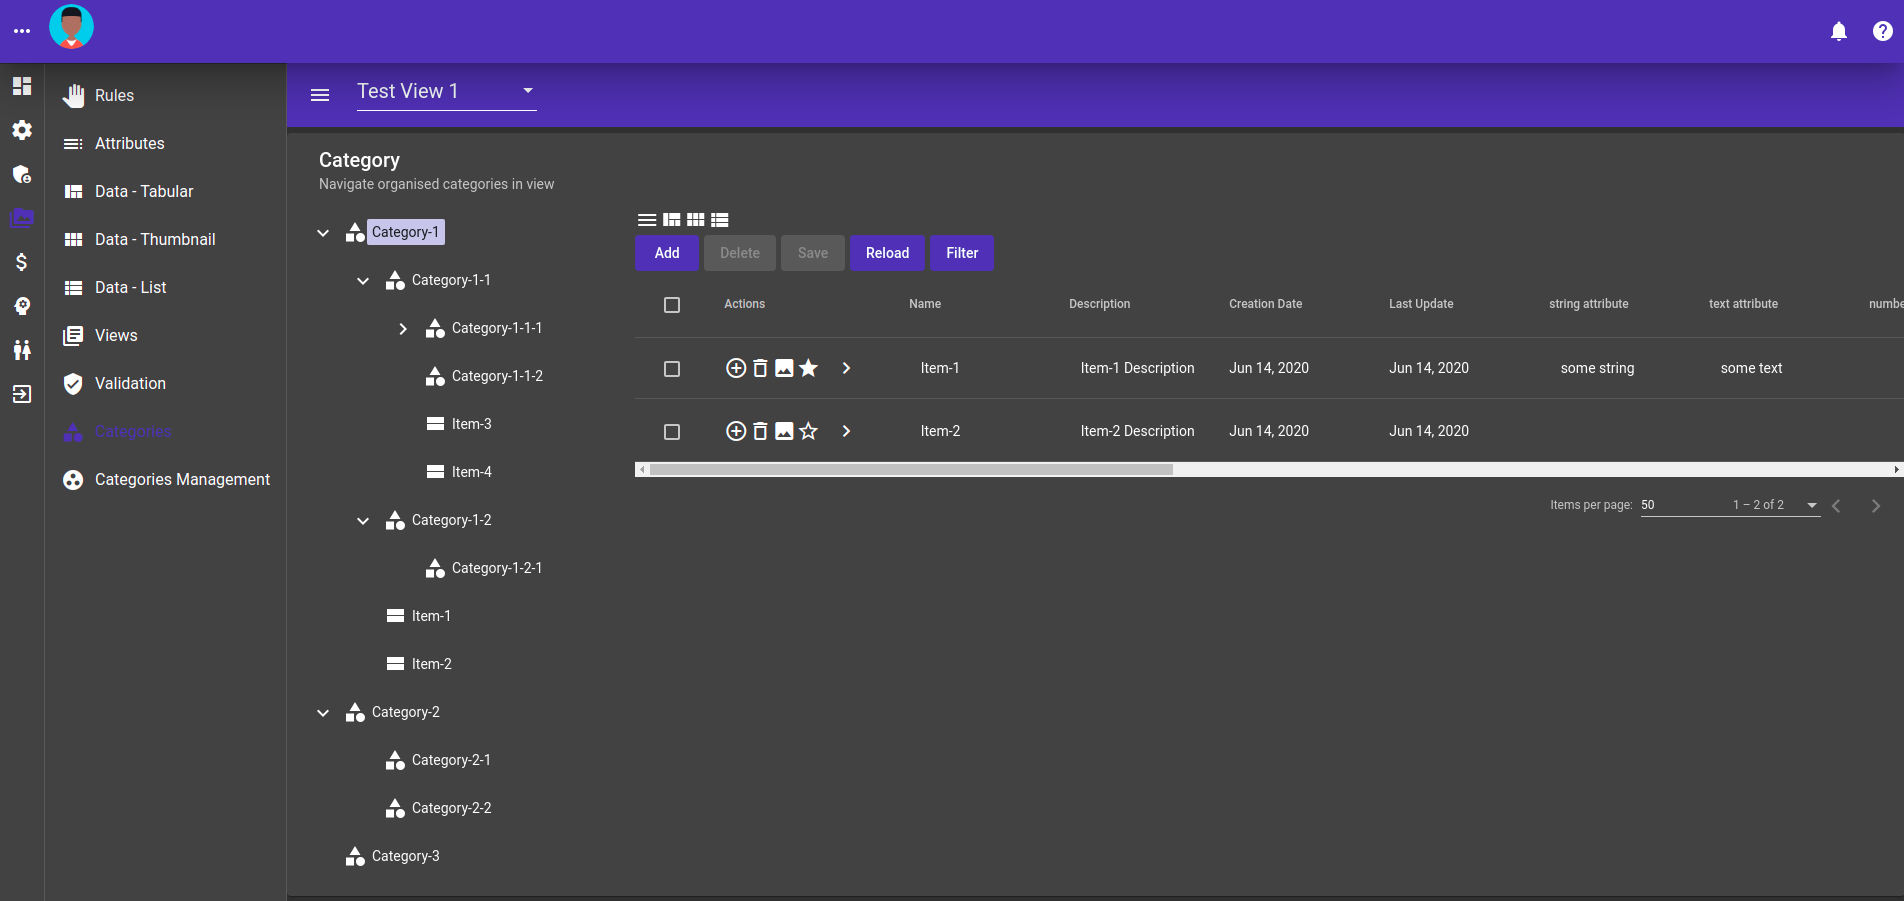 Test View 1
Rules
Attributes
Data - Tabular
Data - Thumbnail
Data - List
Views
Validation
Categories
Categories Management
Category
Navigate organised categories in view
Category-1
Category-1-1
Category-1-1-1
Category-1-1-2
Item-3
Item-4
Category-1-2
Category-1-2-1
Item-1
Item-2
Category-2
Category-2-1
Category-2-2
Category-3
Add Delete Save Reload Filter
Actions Name Description Creation Date Last Update string attribute text attribute numbe
Item-1 Item-1 Description Jun 14, 2020 Jun 14, 2020 some string some text
Item-2 Item-2 Description Jun 14, 2020 Jun 14, 2020
Items per page: 50 1 – 2 of 2